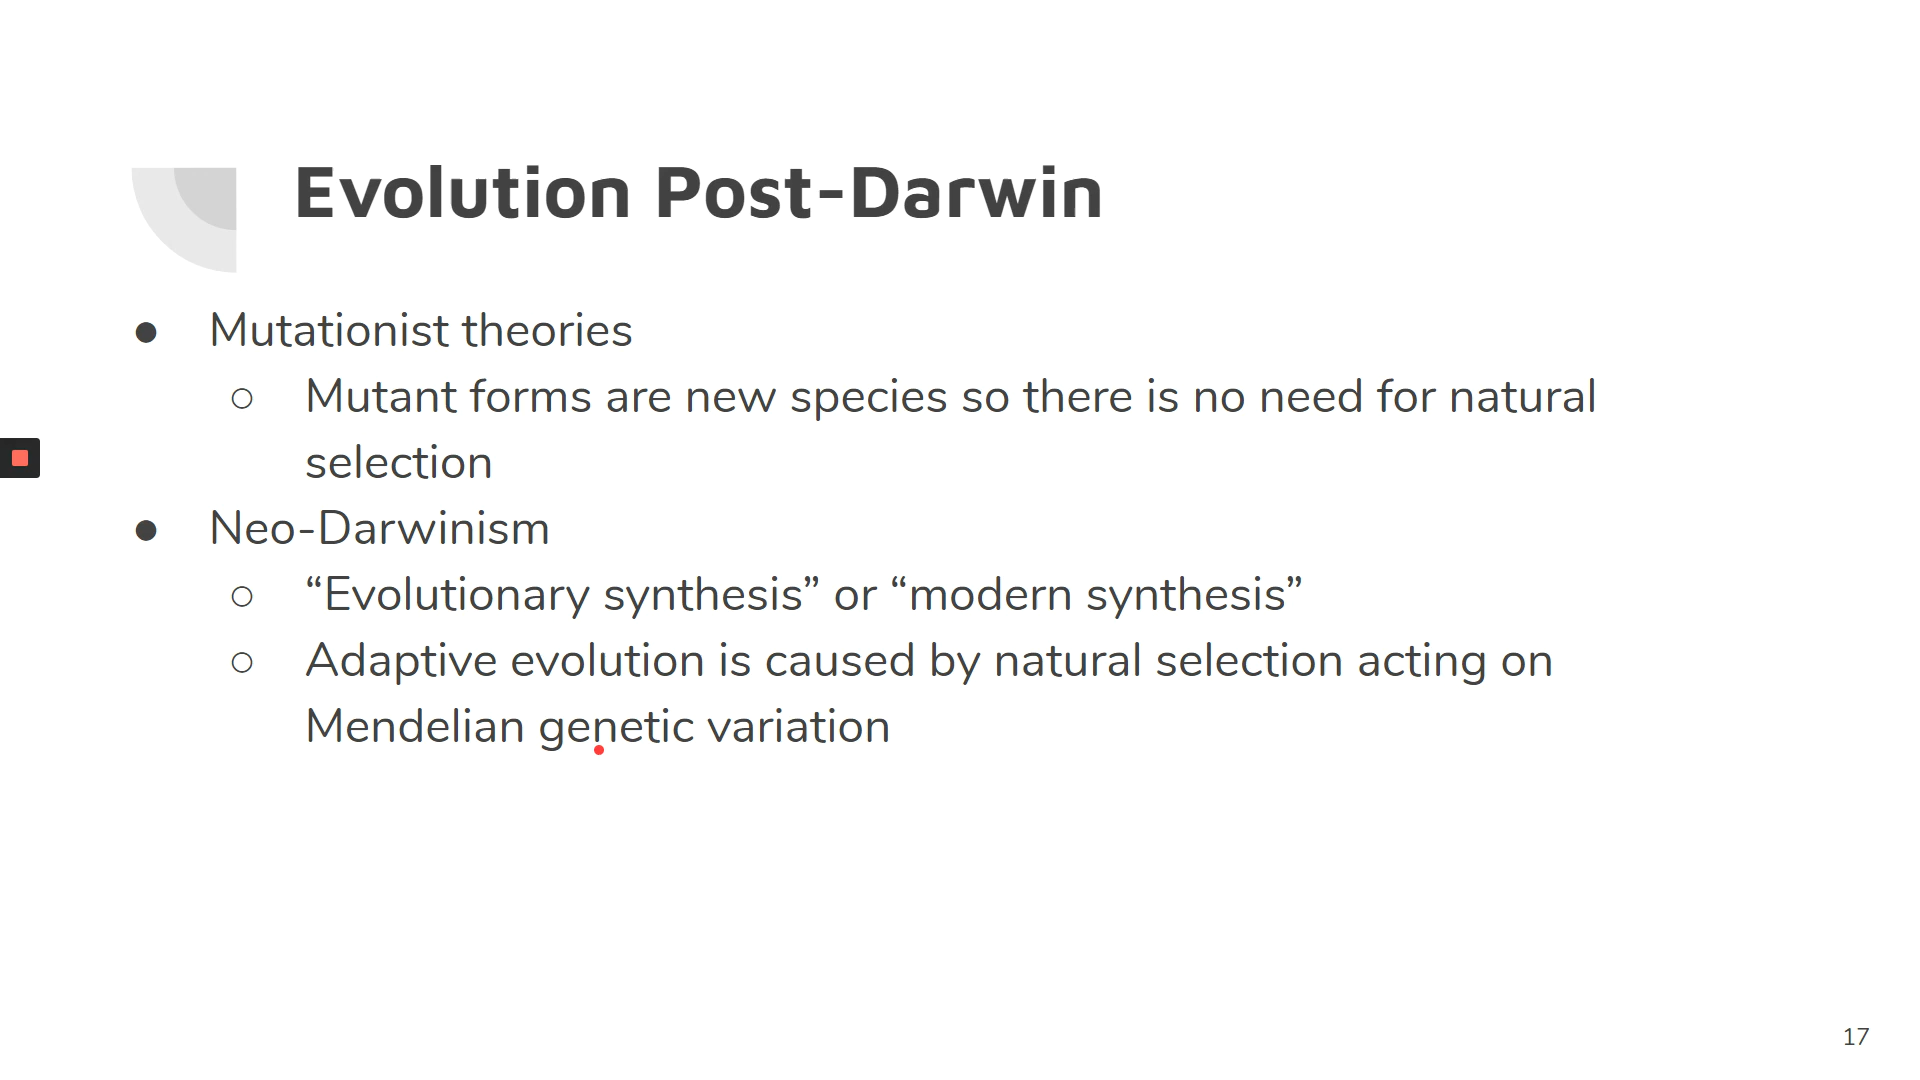 Evolution Post-Darwin
● Mutationist theories
○ Mutant forms are new species so there is no need for natural
selection
● Neo-Darwinism
○ “Evolutionary synthesis” or “modern synthesis”
○ Adaptive evolution is caused by natural selection acting on
Mendelian genetic variation
17